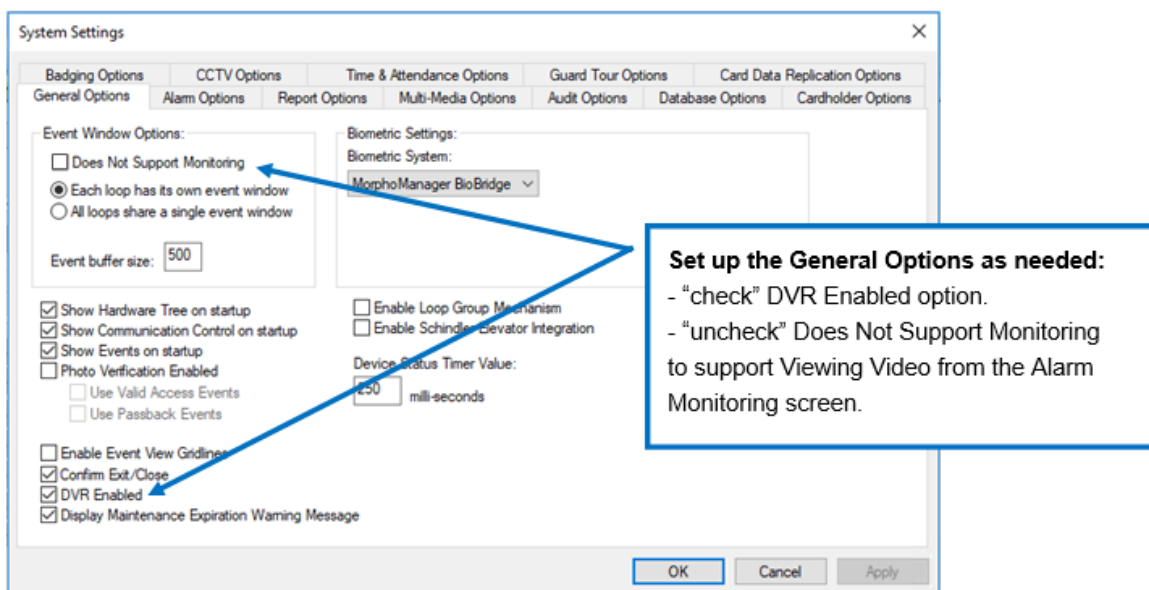 System Settings
Badging Options CCTV Options Time & Attendance Options Guard Tour Options Card Data Replication Options
General Options Alarm Options Report Options Multi-Media Options Audit Options Database Options Cardholder Options
Event Window Options:
Does Not Support Monitoring
Each loop has its own event window
All loops share a single event window
Event buffer size: 500
Biometric Settings:
Biometric System:
MorphoManager BioBridge
Show Hardware Tree on startup
Show Communication Control on startup
Show Events on startup
Photo Verification Enabled
Use Valid Access Events
Use Passback Events
Enable Loop Group Mechanism
Enable Schindler Elevator Integration
Device Status Timer Value:
250 milli-seconds
Enable Event View Gridlines
Confirm Exit/Close
DVR Enabled
Display Maintenance Expiration Warning Message
Set up the General Options as needed:
- “check” DVR Enabled option.
- “uncheck” Does Not Support Monitoring
to support Viewing Video from the Alarm
Monitoring screen.
OK Cancel Apply